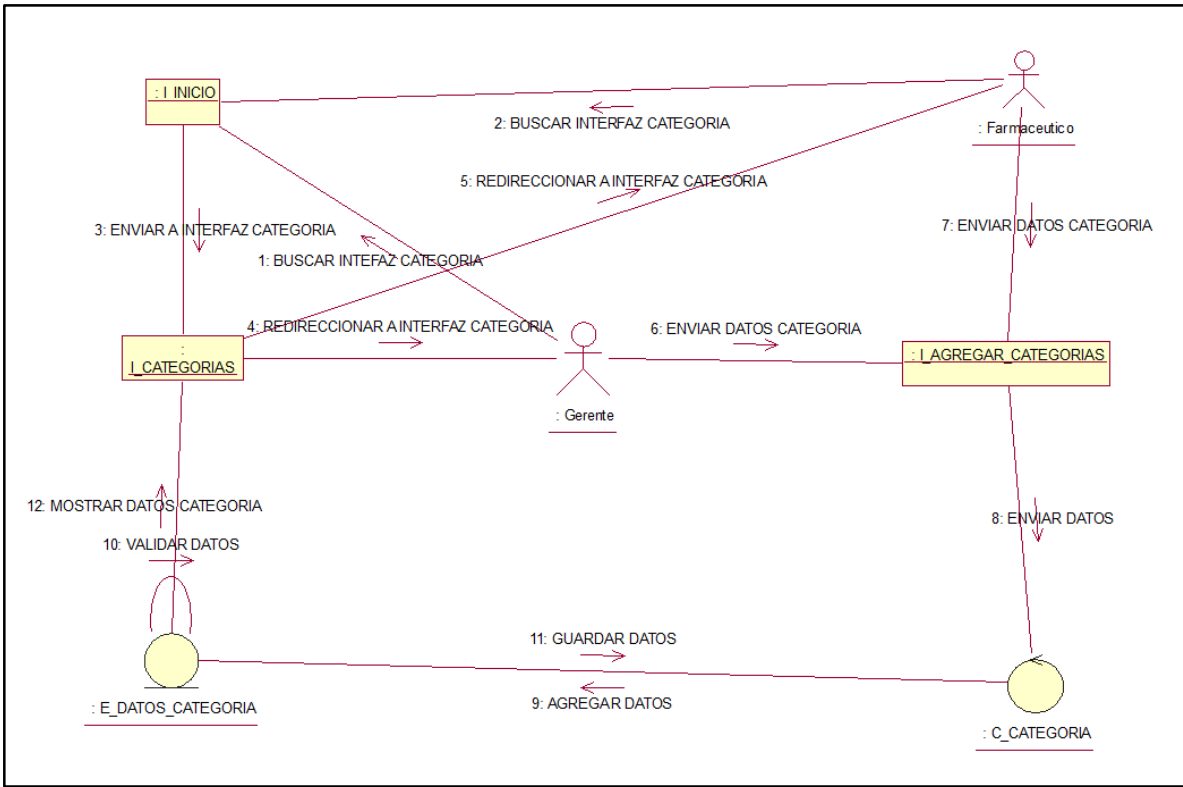 : I_INICIO
2: BUSCAR INTERFAZ CATEGORIA
: Farmaceutico
5: REDIRECCIONAR A INTERFAZ CATEGORIA
3: ENVIAR A INTERFAZ CATEGORIA
7: ENVIAR DATOS CATEGORIA
1: BUSCAR INTEFAZ CATEGORIA
4: REDIRECCIONAR A INTERFAZ CATEGORIA
6: ENVIAR DATOS CATEGORIA
:
I_CATEGORIAS
: I_AGREGAR_CATEGORIAS
: Gerente
12: MOSTRAR DATOS CATEGORIA
8: ENVIAR DATOS
10: VALIDAR DATOS
11: GUARDAR DATOS
9: AGREGAR DATOS
: E_DATOS_CATEGORIA
: C_CATEGORIA